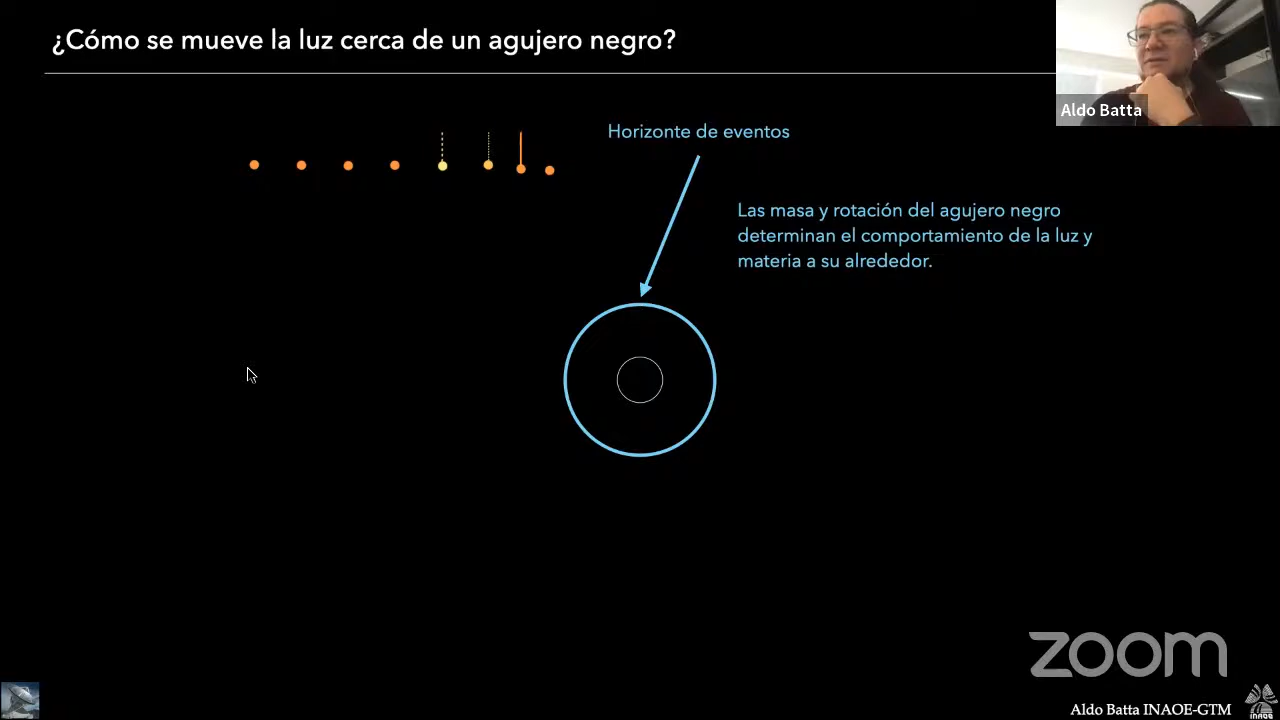 ¿Cómo se mueve la luz cerca de un agujero negro?
Aldo Batta
Horizonte de eventos
Las masa y rotación del agujero negro
determinan el comportamiento de la luz y
materia a su alrededor.
zoom
Aldo Batta INAOE-GTM
INAOE